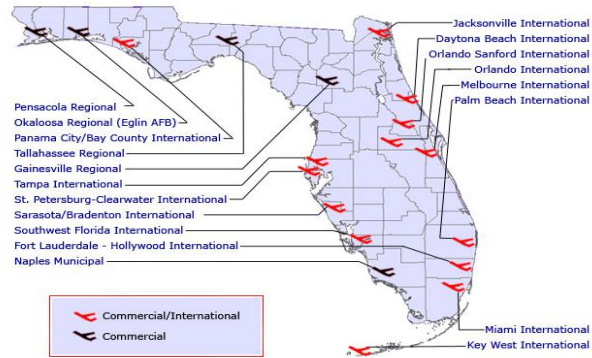 Jacksonville International
Daytona Beach International
Orlando Sanford International
Orlando International
Melbourne International
Palm Beach International
Pensacola Regional
Okaloosa Regional (Eglin AFB)
Panama City/Bay County International
Tallahassee Regional
Gainesville Regional
Tampa International
St. Petersburg-Clearwater International
Sarasota/Bradenton International
Southwest Florida International
Fort Lauderdale - Hollywood International
Naples Municipal
Commercial/International
Commercial
Miami International
Key West International